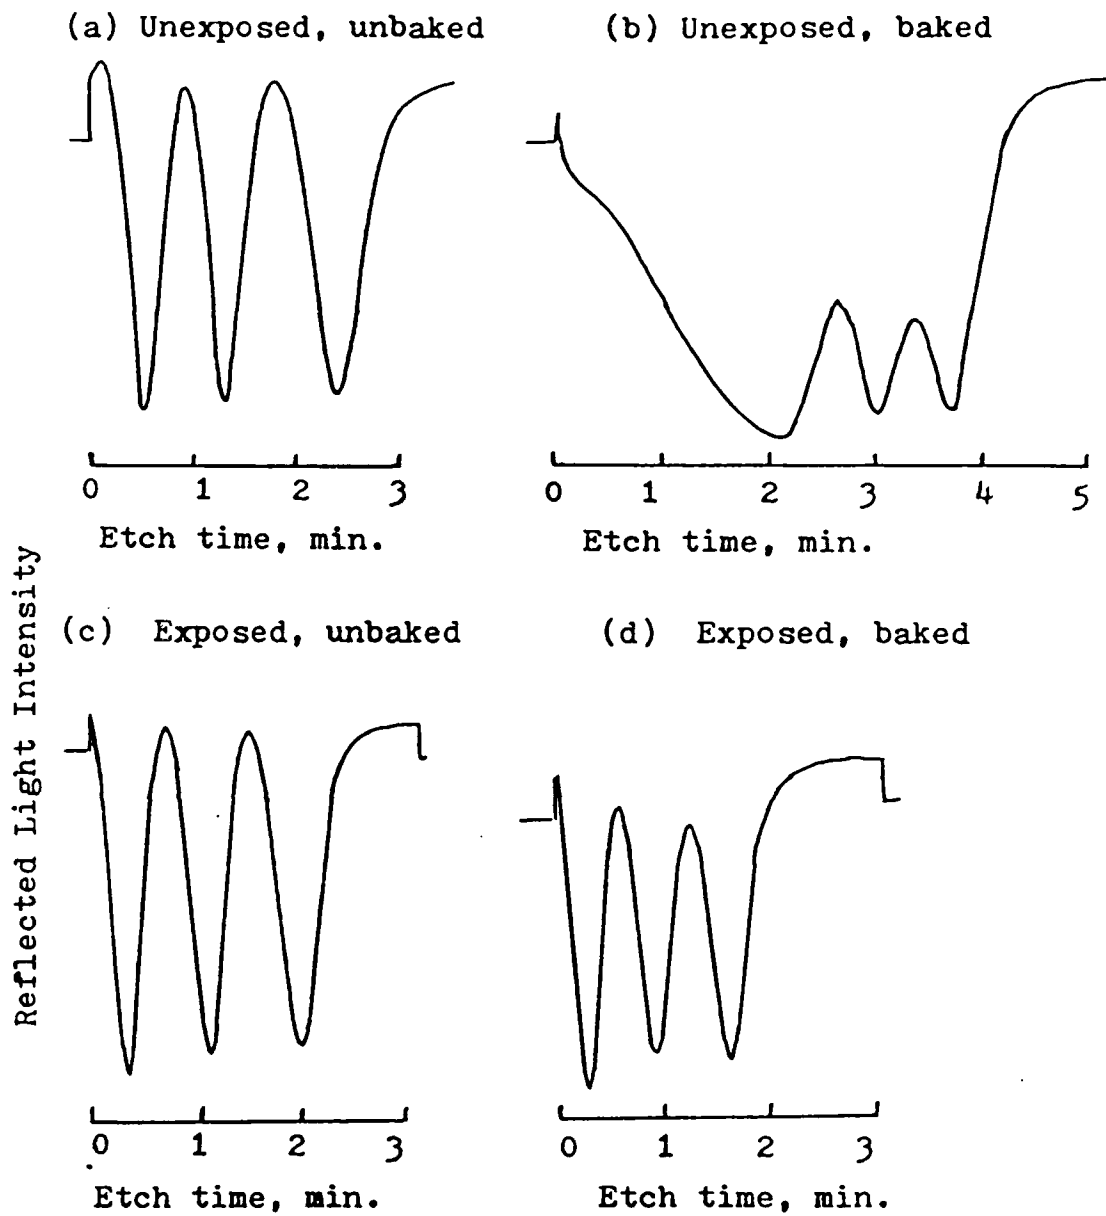 (a) Unexposed, unbaked
(b) Unexposed, baked
0 1 2 3
Etch time, min.
0 1 2 3 4 5
Etch time, min.
Reflected Light Intensity
(c) Exposed, unbaked
(d) Exposed, baked
0 1 2 3
Etch time, min.
0 1 2 3
Etch time, min.